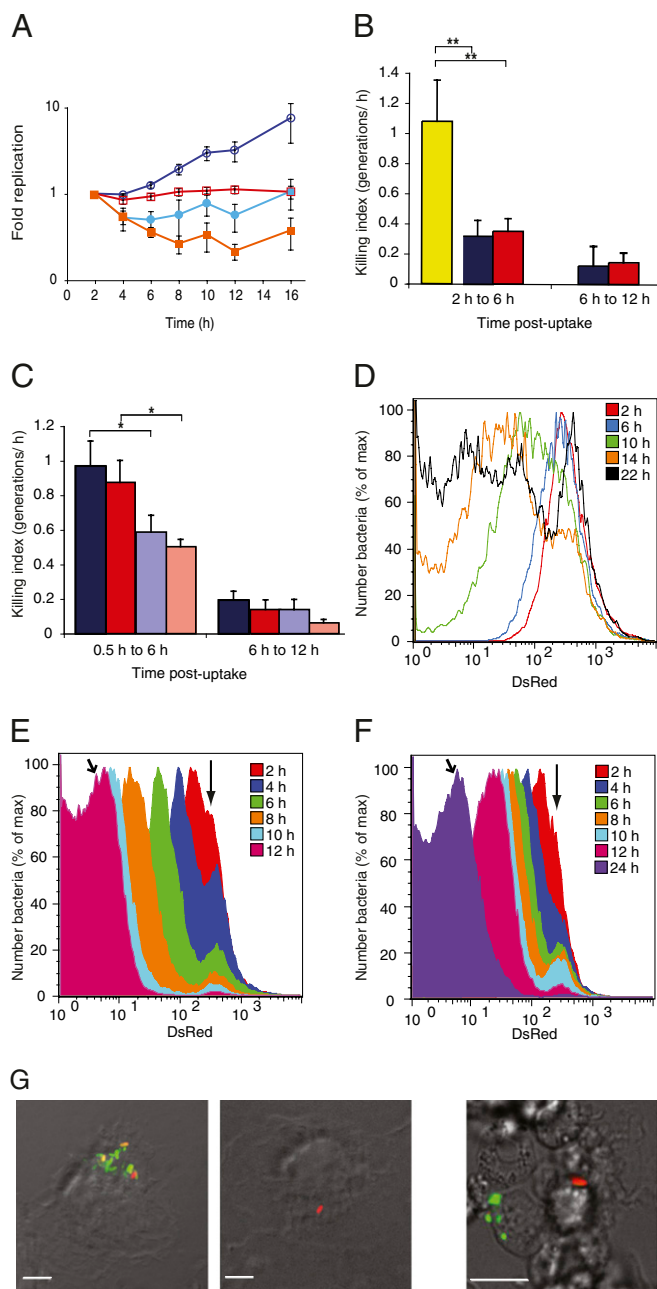 A
Fold replication
10
1
0
0 2 4 6 8 10 12 14 16
Time (h)
B
**
**
Killing index (generations/ h)
1.4
1.2
1
0.8
0.6
0.4
0.2
0
2 h to 6 h
6 h to 12 h
Time post-uptake
C
*
*
Killing index (generations/ h)
1.2
1
0.8
0.6
0.4
0.2
0
0.5 h to 6 h
6 h to 12 h
Time post-uptake
D
Number bacteria (% of max)
100
80
60
40
20
0
2 h
6 h
10 h
14 h
22 h
10⁰ 10¹ 10² 10³
DsRed
E
Number bacteria (% of max)
100
80
60
40
20
0
2 h
4 h
6 h
8 h
10 h
12 h
10⁰ 10¹ 10² 10³
DsRed
F
Number bacteria (% of max)
100
80
60
40
20
0
2 h
4 h
6 h
8 h
10 h
12 h
24 h
10⁰ 10¹ 10² 10³
DsRed
G